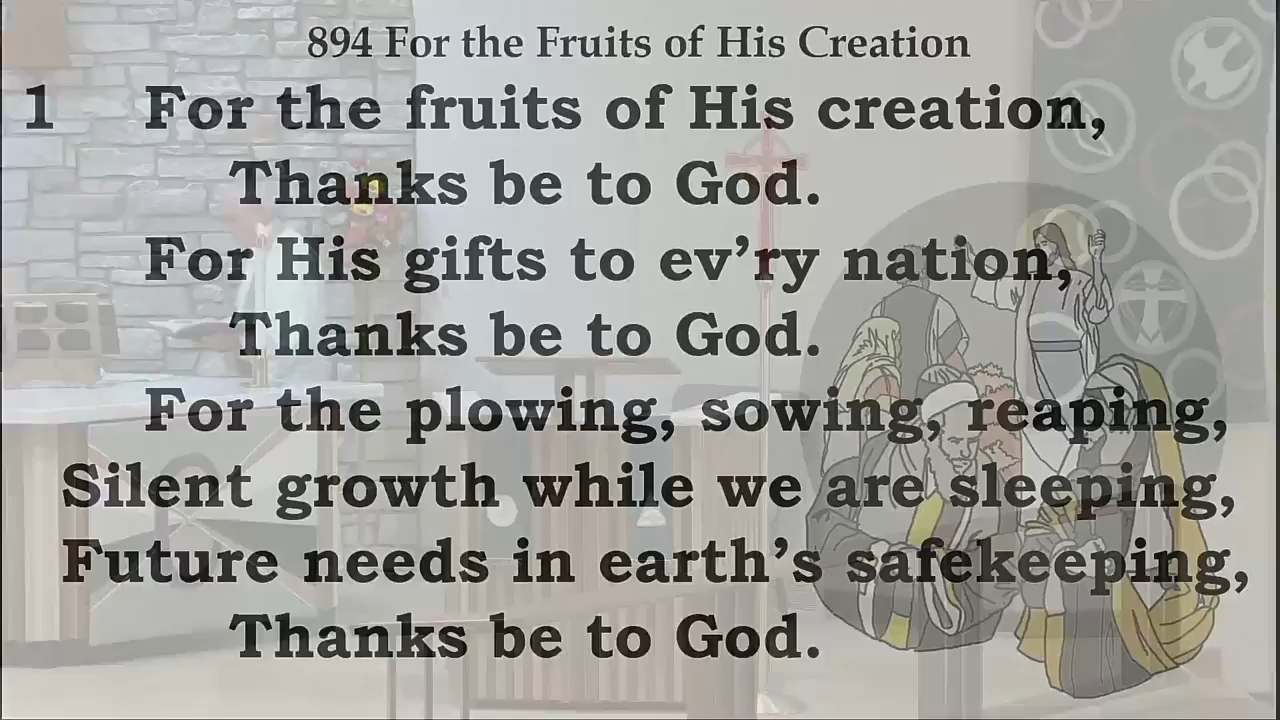 894 For the Fruits of His Creation
1 For the fruits of His creation,
Thanks be to God.
For His gifts to ev’ry nation,
Thanks be to God.
For the plowing, sowing, reaping,
Silent growth while we are sleeping,
Future needs in earth’s safekeeping,
Thanks be to God.